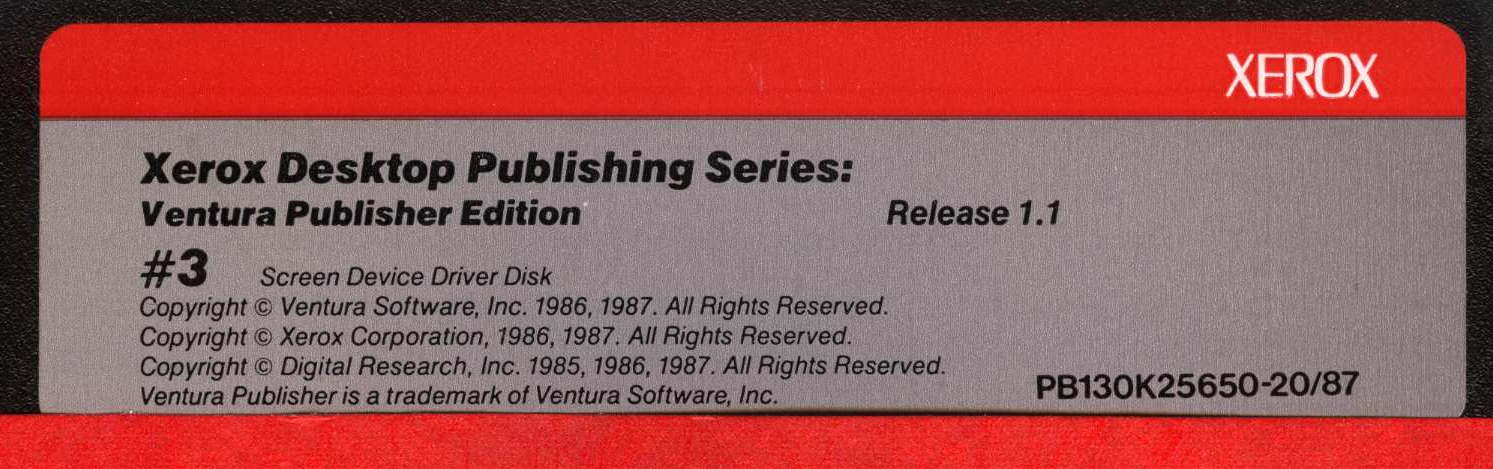 XEROX
Xerox Desktop Publishing Series:
Ventura Publisher Edition Release 1.1
#3 Screen Device Driver Disk
Copyright © Ventura Software, Inc. 1986, 1987. All Rights Reserved.
Copyright © Xerox Corporation, 1986, 1987. All Rights Reserved.
Copyright © Digital Research, Inc. 1985, 1986, 1987. All Rights Reserved.
Ventura Publisher is a trademark of Ventura Software, Inc. PB130K25650-20/87